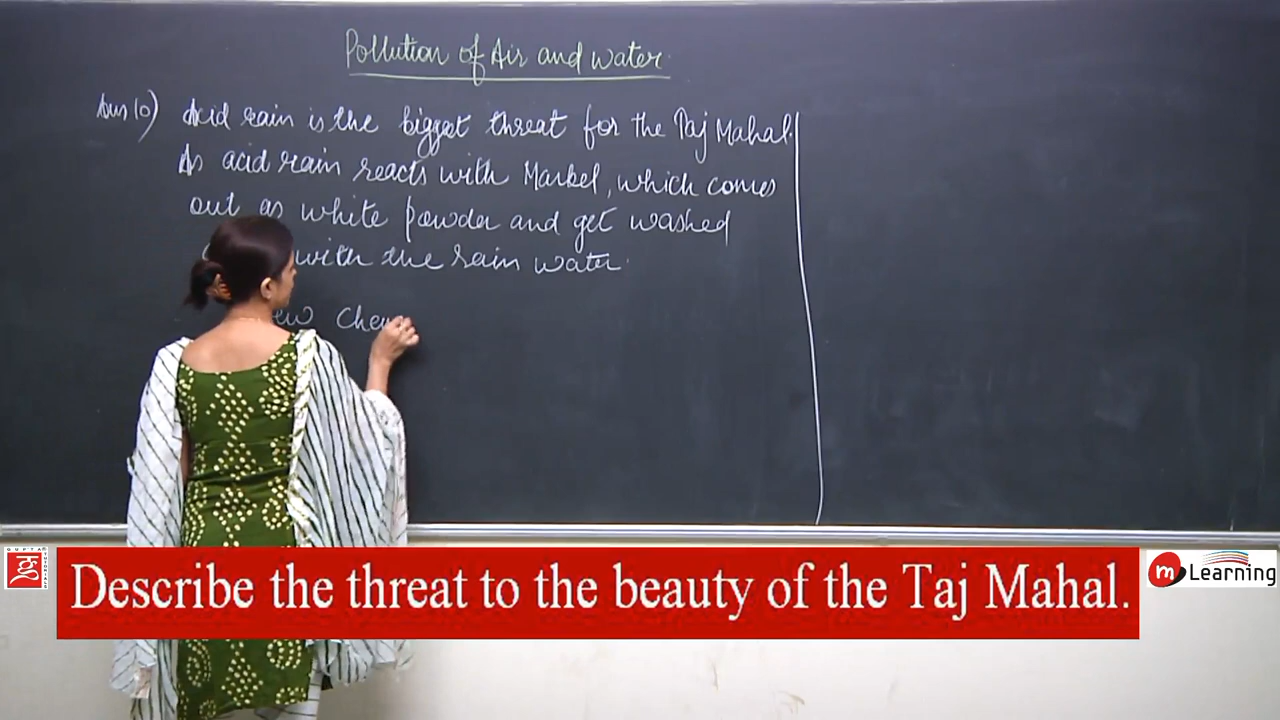 Pollution of Air and water.
Ans 10) Acid rain is the biggest threat for the Taj Mahal.
As acid rain reacts with Marbel, which comes
out as white powder and get washed
with the rain water.
Chem
Describe the threat to the beauty of the Taj Mahal.
GUPTA TUTORIALS
m Learning